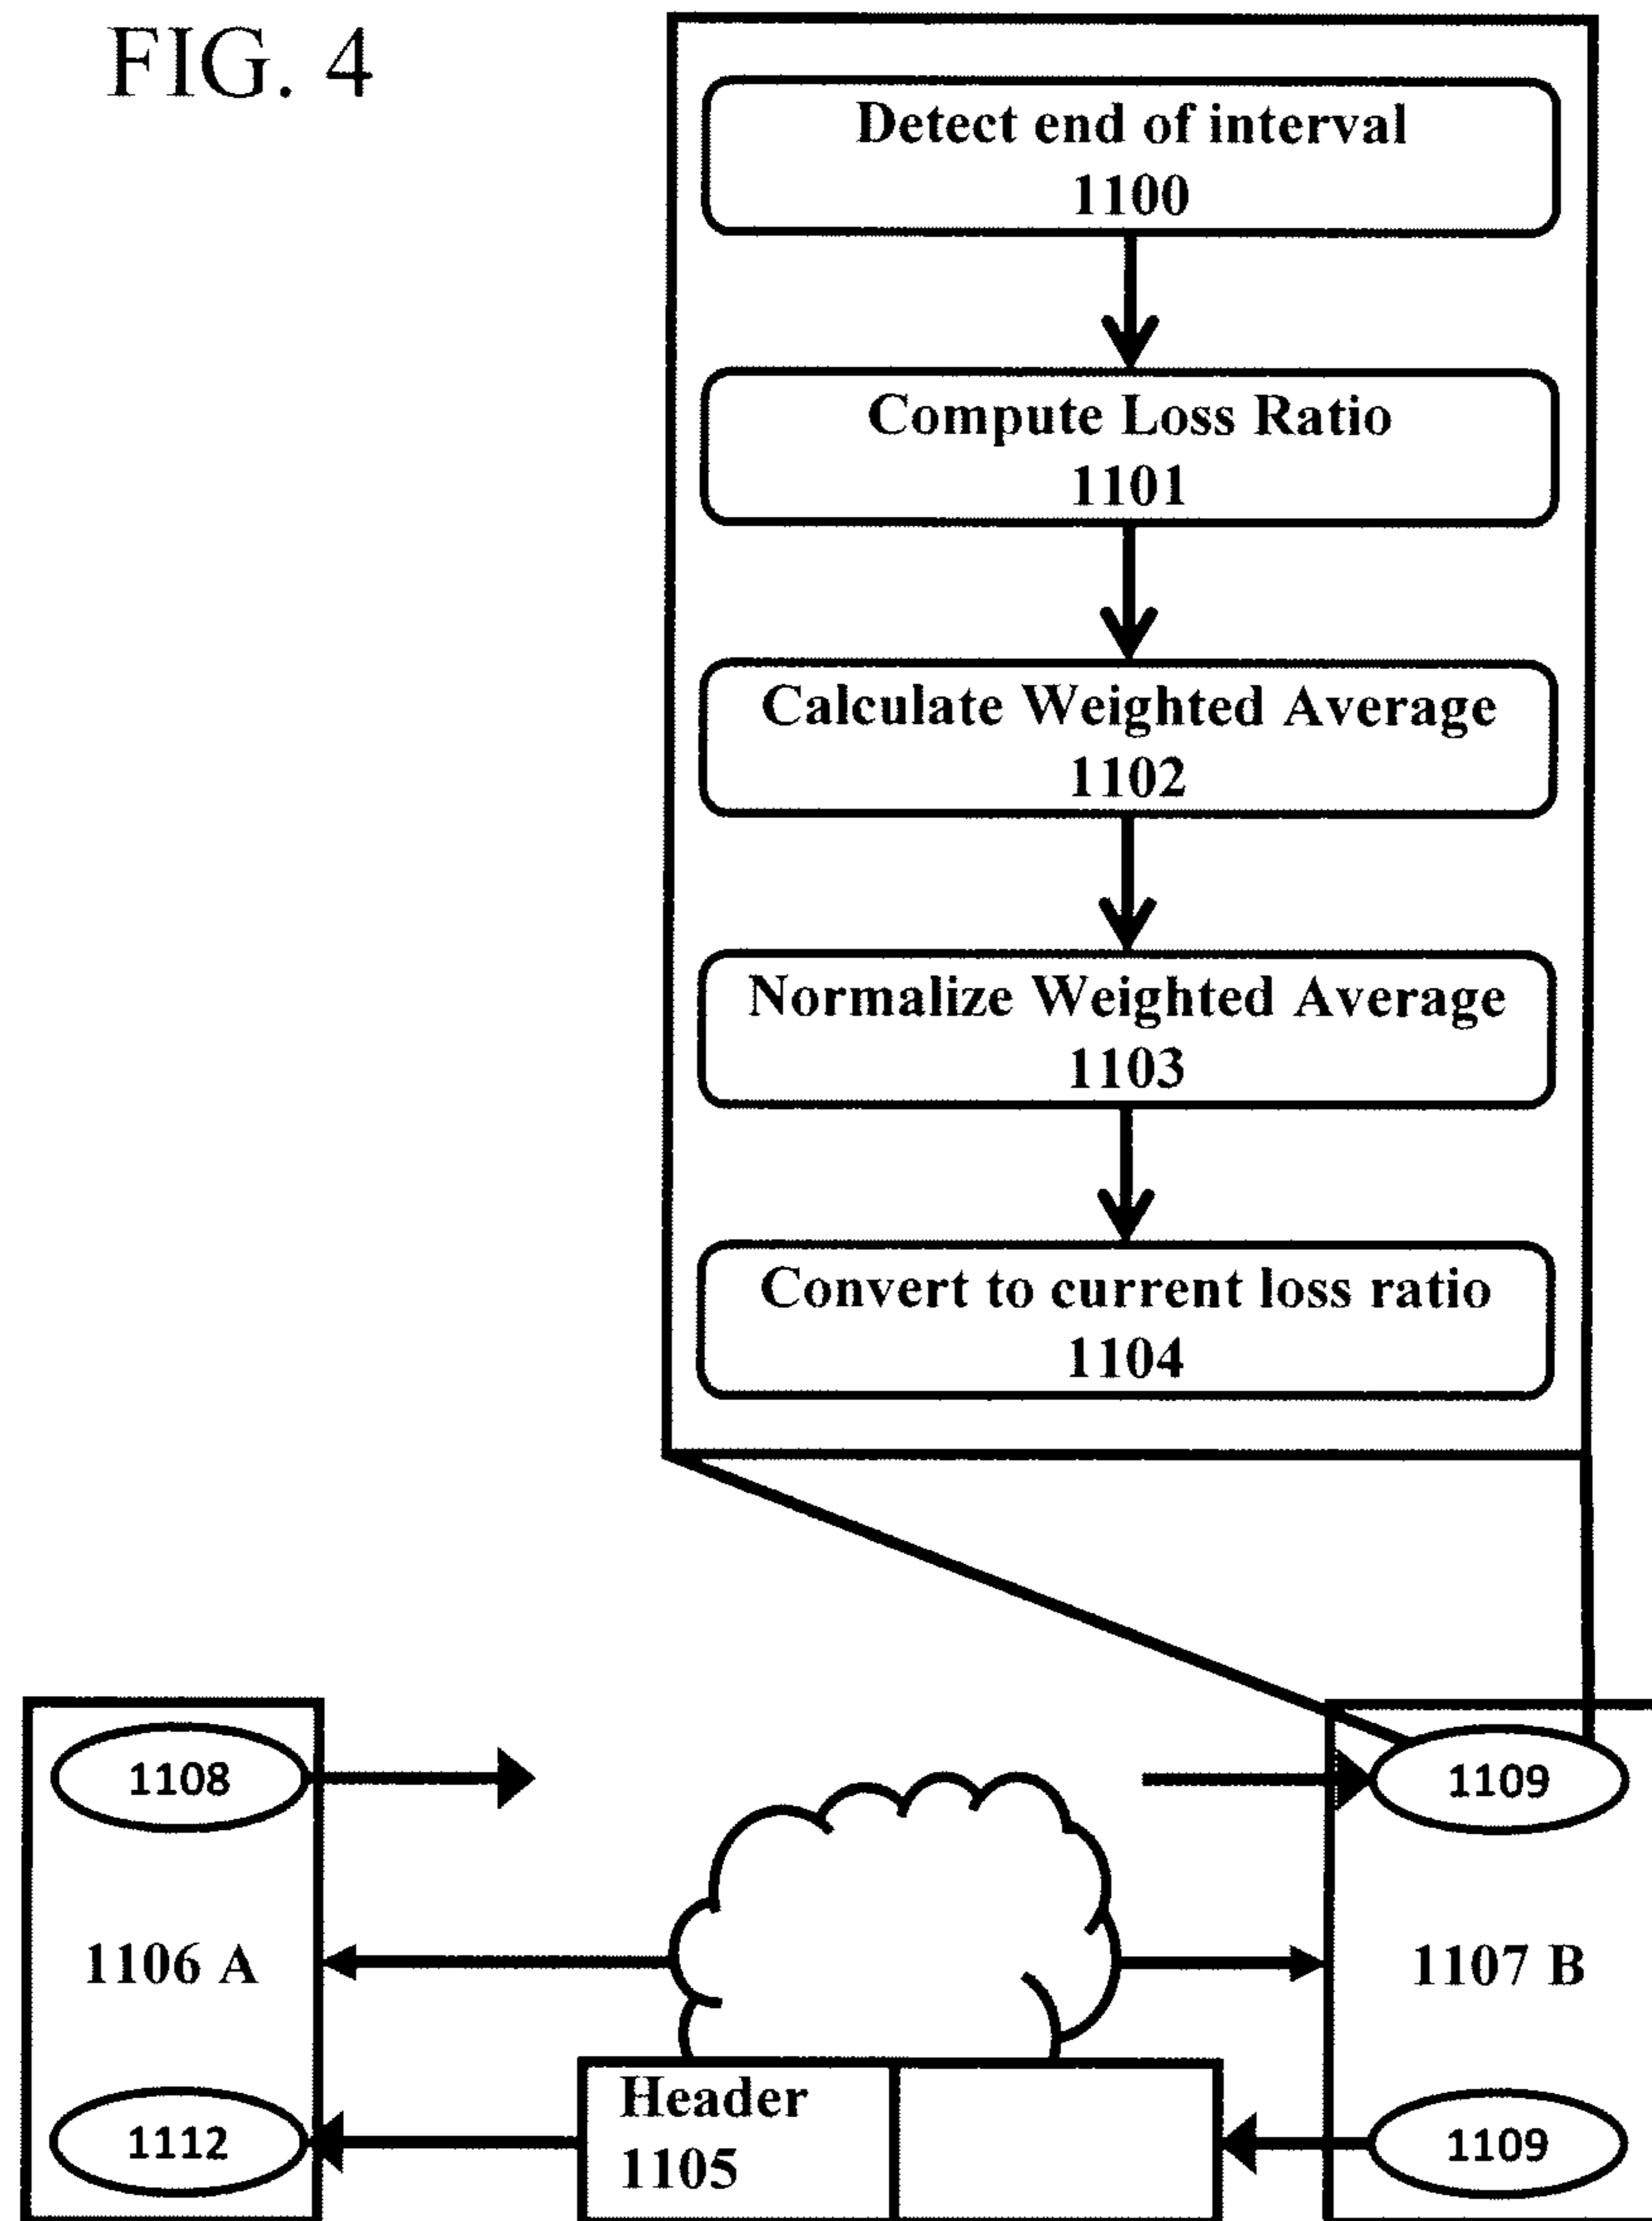 FIG. 4
Detect end of interval
1100
Compute Loss Ratio
1101
Calculate Weighted Average
1102
Normalize Weighted Average
1103
Convert to current loss ratio
1104
1108
1109
1106 A
1107 B
Header
1105
1112
1109